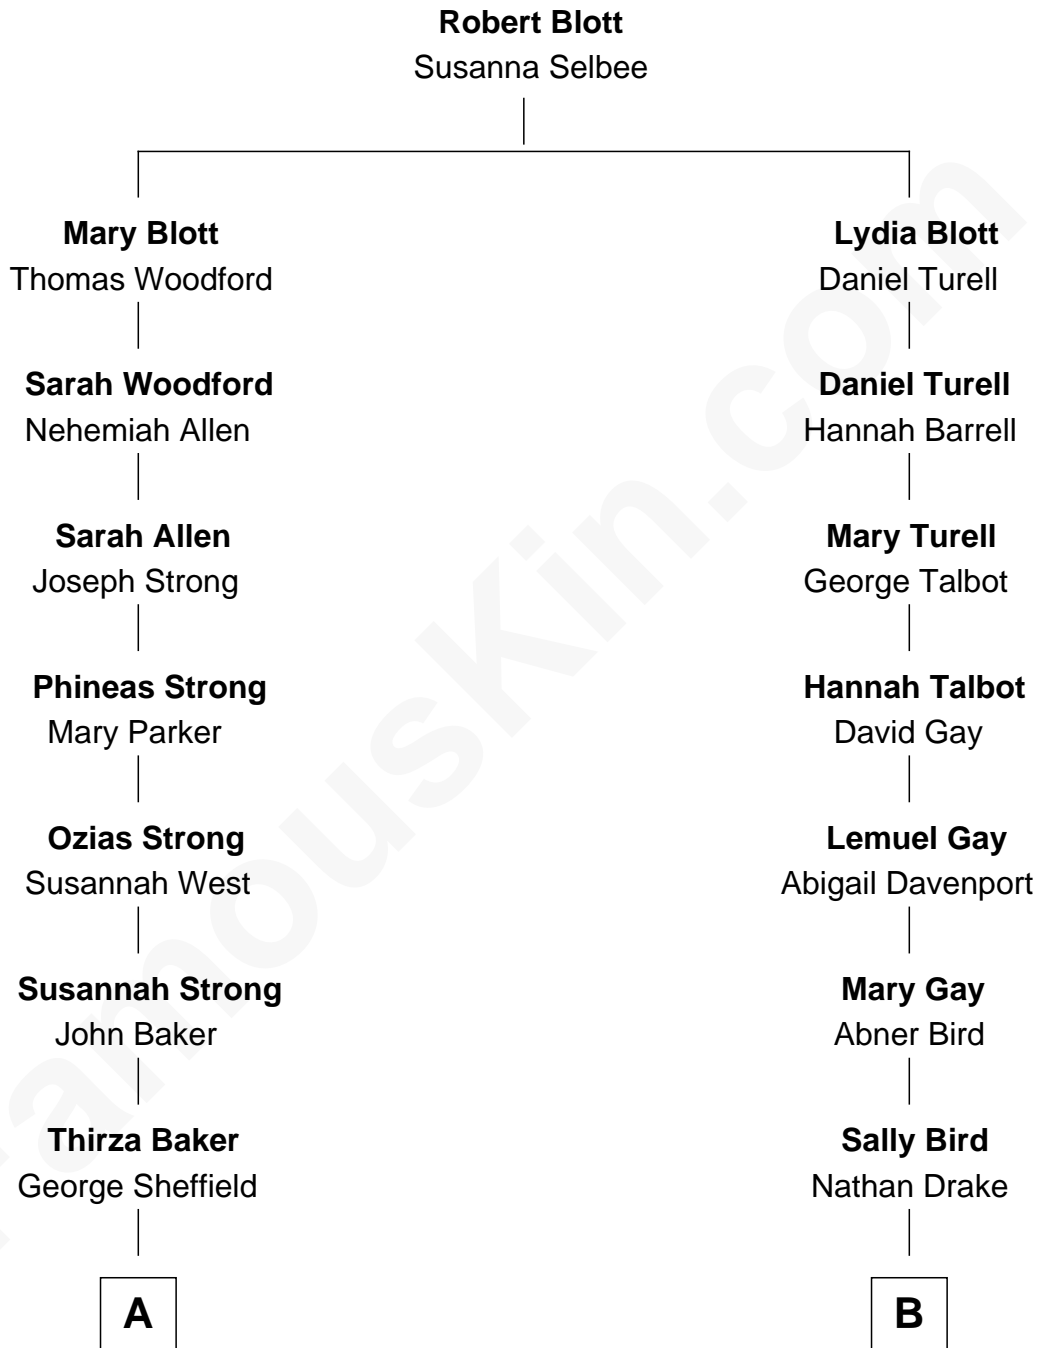 Robert Blott
Susanna Selbee
Mary Blott
Thomas Woodford
Sarah Woodford
Nehemiah Allen
Sarah Allen
Joseph Strong
Phineas Strong
Mary Parker
Ozias Strong
Susannah West
Susannah Strong
John Baker
Thirza Baker
George Sheffield
A
Lydia Blott
Daniel Turell
Daniel Turell
Hannah Barrell
Mary Turell
George Talbot
Hannah Talbot
David Gay
Lemuel Gay
Abigail Davenport
Mary Gay
Abner Bird
Sally Bird
Nathan Drake
B
FamousKin.com